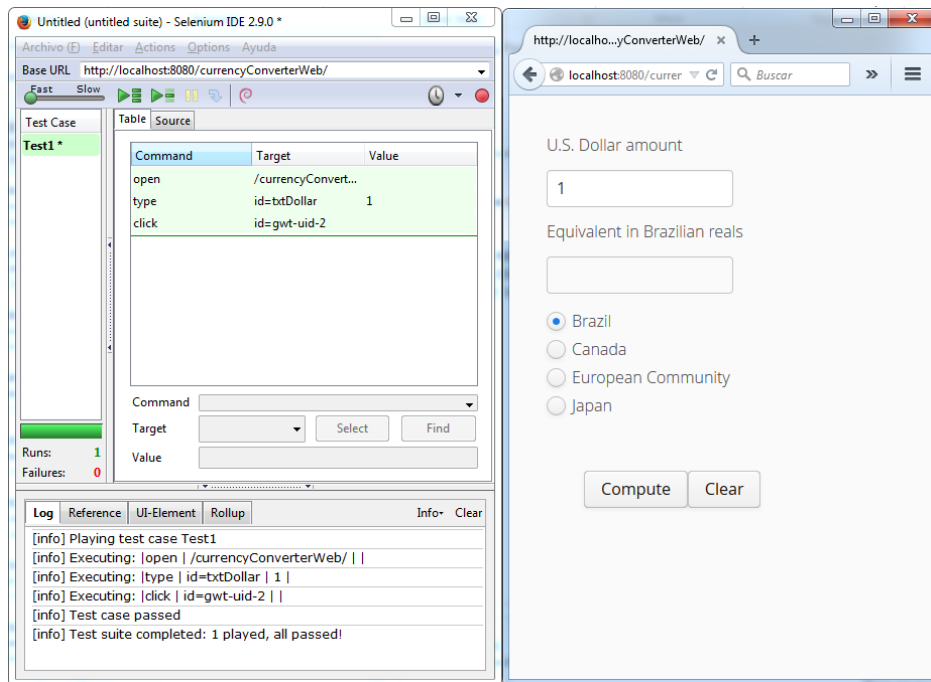 Untitled (untitled suite) - Selenium IDE 2.9.0 *
Archivo (F) Editar Actions Options Ayuda
Base URL http://localhost:8080/currencyConverterWeb/
Fast Slow
Test Case
Test1 *
Runs: 1
Failures: 0
Table Source
Command Target Value
open /currencyConvert...
type id=txtDollar 1
click id=gwt-uid-2
Command
Target Select Find
Value
Log Reference UI-Element Rollup Info Clear
[info] Playing test case Test1
[info] Executing: |open | /currencyConverterWeb/ | |
[info] Executing: |type | id=txtDollar | 1 |
[info] Executing: |click | id=gwt-uid-2 | |
[info] Test case passed
[info] Test suite completed: 1 played, all passed!
http://localho...yConverterWeb/
localhost:8080/currer Buscar
U.S. Dollar amount
1
Equivalent in Brazilian reals
Brazil
Canada
European Community
Japan
Compute Clear